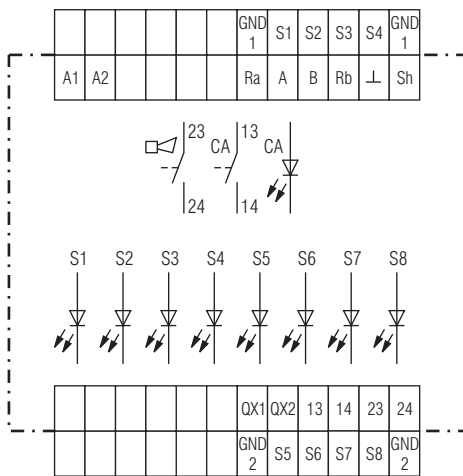 GND 1 S1 S2 S3 S4 GND 1
A1 A2 Ra A B Rb ⊥ Sh
23 13
CA CA
24 14
S1 S2 S3 S4 S5 S6 S7 S8
QX1 QX2 13 14 23 24
GND 2 S5 S6 S7 S8 GND 2